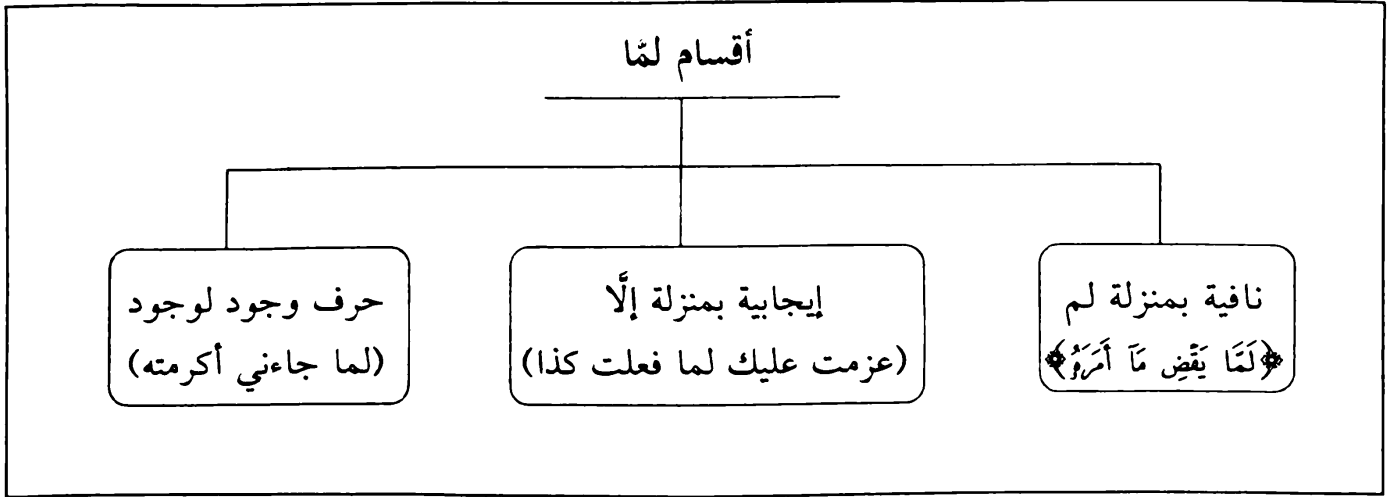 أقسام لمّا
نافية بمنزلة لم
﴿لَمَّا يَقْضِ مَآ أَمَرَهُۥ﴾
إيجابية بمنزلة إلَّا
(عزمت عليك لما فعلت كذا)
حرف وجود لوجود
(لما جاءني أكرمته)